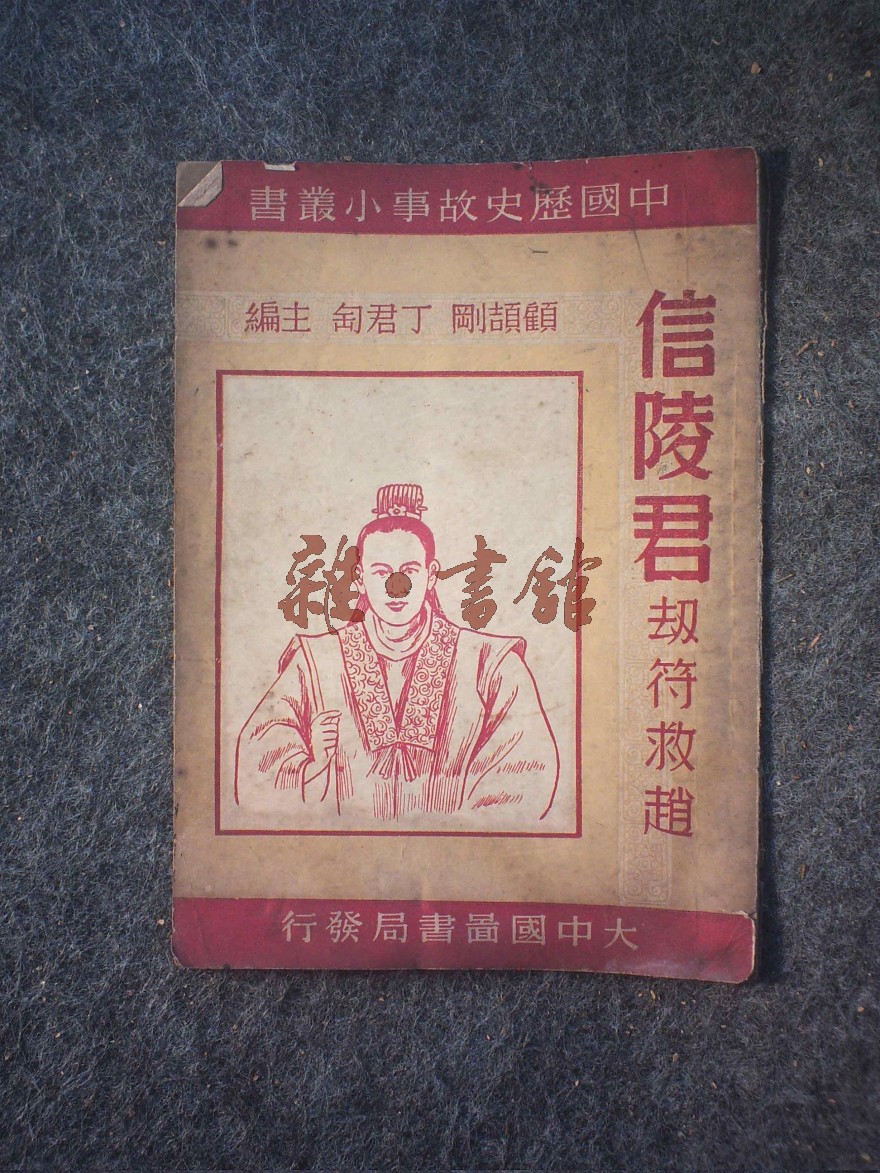 中國歷史故事小叢書
顧頡剛 丁君匋 主編
信陵君刼符救趙
雜·書館
大中國圖書局發行